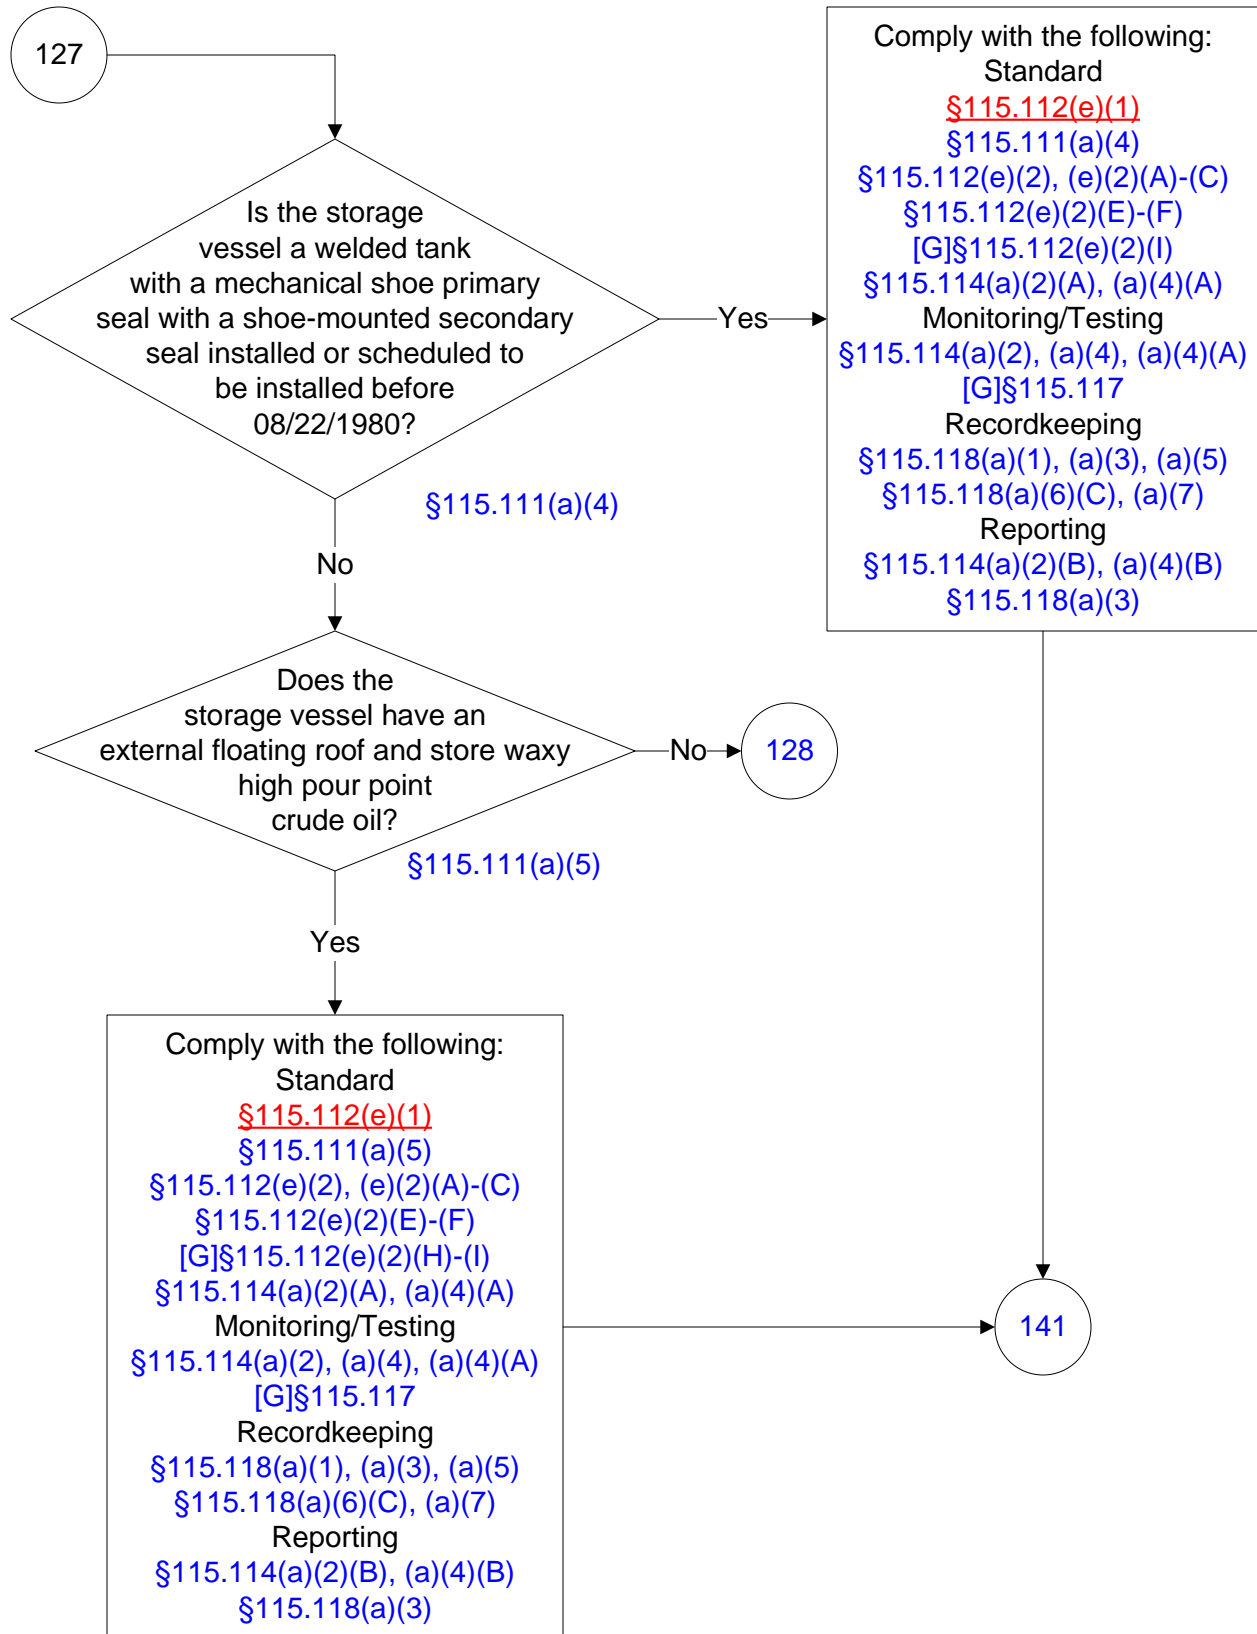 127
Is the storage
vessel a welded tank
with a mechanical shoe primary
seal with a shoe-mounted secondary
seal installed or scheduled to
be installed before
08/22/1980?
§115.111(a)(4)
Yes
Comply with the following:
Standard
§115.112(e)(1)
§115.111(a)(4)
§115.112(e)(2), (e)(2)(A)-(C)
§115.112(e)(2)(E)-(F)
[G]§115.112(e)(2)(I)
§115.114(a)(2)(A), (a)(4)(A)
Monitoring/Testing
§115.114(a)(2), (a)(4), (a)(4)(A)
[G]§115.117
Recordkeeping
§115.118(a)(1), (a)(3), (a)(5)
§115.118(a)(6)(C), (a)(7)
Reporting
§115.114(a)(2)(B), (a)(4)(B)
§115.118(a)(3)
No
Does the
storage vessel have an
external floating roof and store waxy
high pour point
crude oil?
§115.111(a)(5)
No
128
Yes
Comply with the following:
Standard
§115.112(e)(1)
§115.111(a)(5)
§115.112(e)(2), (e)(2)(A)-(C)
§115.112(e)(2)(E)-(F)
[G]§115.112(e)(2)(H)-(I)
§115.114(a)(2)(A), (a)(4)(A)
Monitoring/Testing
§115.114(a)(2), (a)(4), (a)(4)(A)
[G]§115.117
Recordkeeping
§115.118(a)(1), (a)(3), (a)(5)
§115.118(a)(6)(C), (a)(7)
Reporting
§115.114(a)(2)(B), (a)(4)(B)
§115.118(a)(3)
141